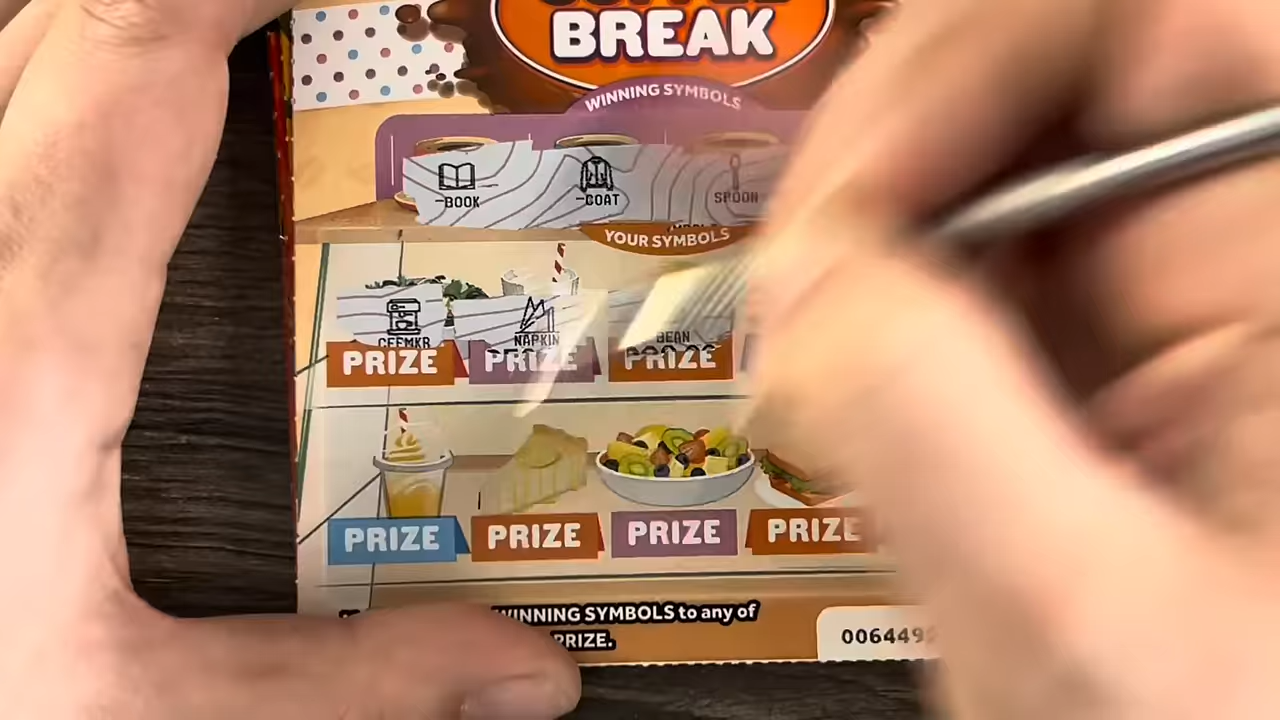 BREAK
WINNING SYMBOLS
BOOK
COAT
SPOON
YOUR SYMBOLS
CFFMKR NAPKIN BEAN
PRIZE PRIZE PRIZE
PRIZE PRIZE PRIZE PRIZE
WINNING SYMBOLS to any of
PRIZE.
006449